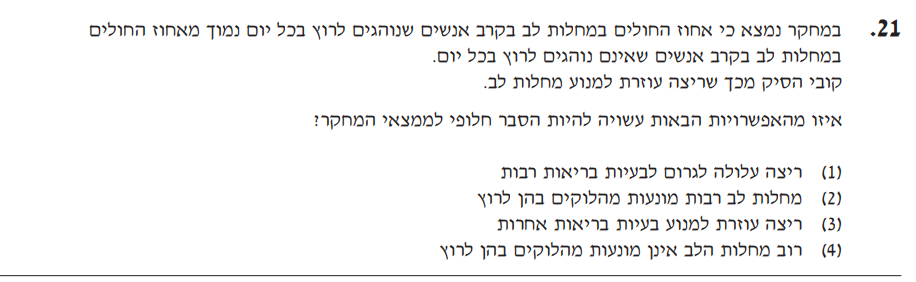 21. במחקר נמצא כי אחוז החולים במחלות לב בקרב אנשים שנוהגים לרוץ בכל יום נמוך מאחוז החולים
במחלות לב בקרב אנשים שאינם נוהגים לרוץ בכל יום.
קובי הסיק מכך שריצה עוזרת למנוע מחלות לב.
איזו מהאפשרויות הבאות עשויה להיות הסבר חלופי לממצאי המחקר?
(1) ריצה עלולה לגרום לבעיות בריאות רבות
(2) מחלות לב רבות מונעות מהלוקים בהן לרוץ
(3) ריצה עוזרת למנוע בעיות בריאות אחרות
(4) רוב מחלות הלב אינן מונעות מהלוקים בהן לרוץ